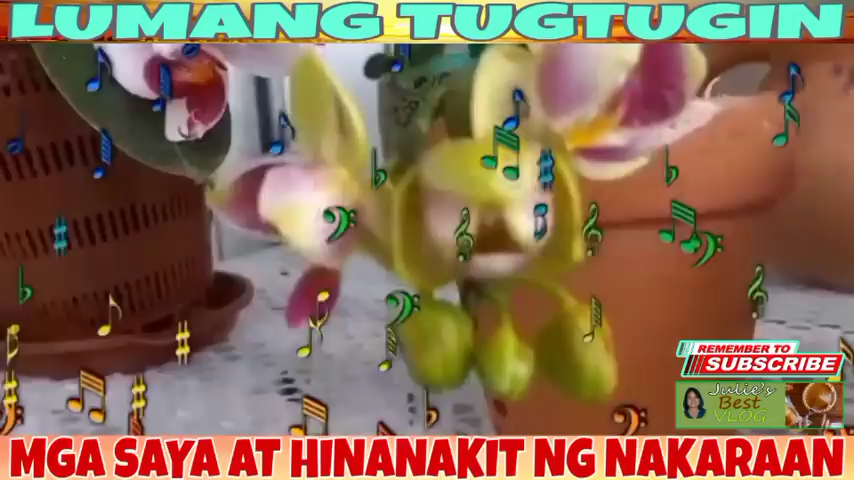 LUMANG TUGTUGIN
REMEMBER TO
SUBSCRIBE
Julie's
Best
VLOG
MGA SAYA AT HINANAKIT NG NAKARAAN